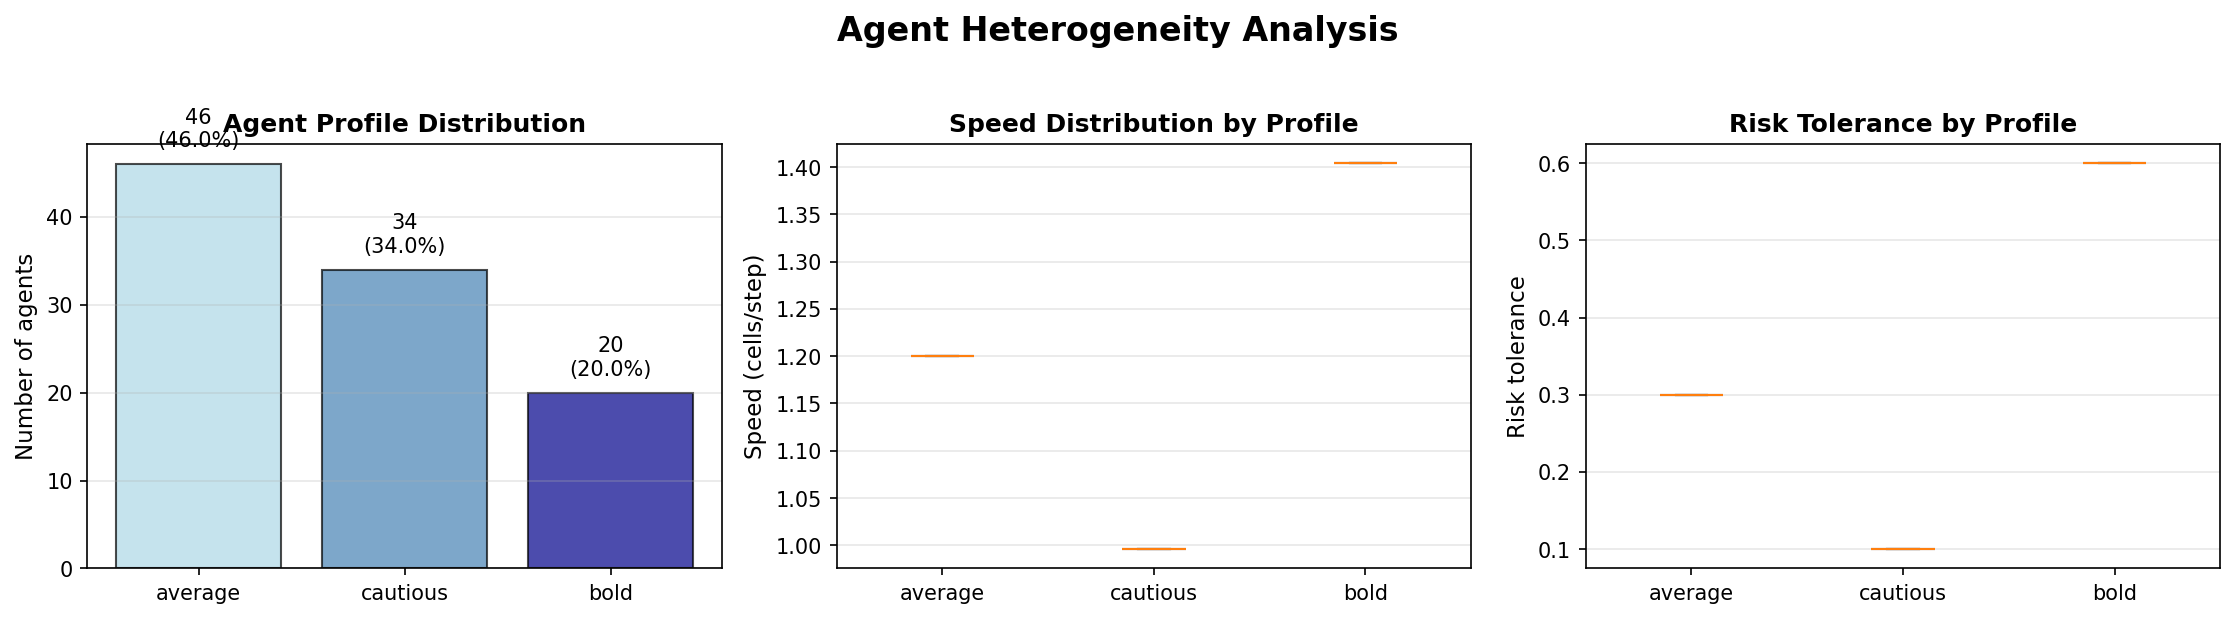 Agent Heterogeneity Analysis
Agent Profile Distribution
46
(46.0%)
34
(34.0%)
20
(20.0%)
Number of agents
40
30
20
10
0
average
cautious
bold
Speed Distribution by Profile
Speed (cells/step)
1.40
1.35
1.30
1.25
1.20
1.15
1.10
1.05
1.00
average
cautious
bold
Risk Tolerance by Profile
Risk tolerance
0.6
0.5
0.4
0.3
0.2
0.1
average
cautious
bold